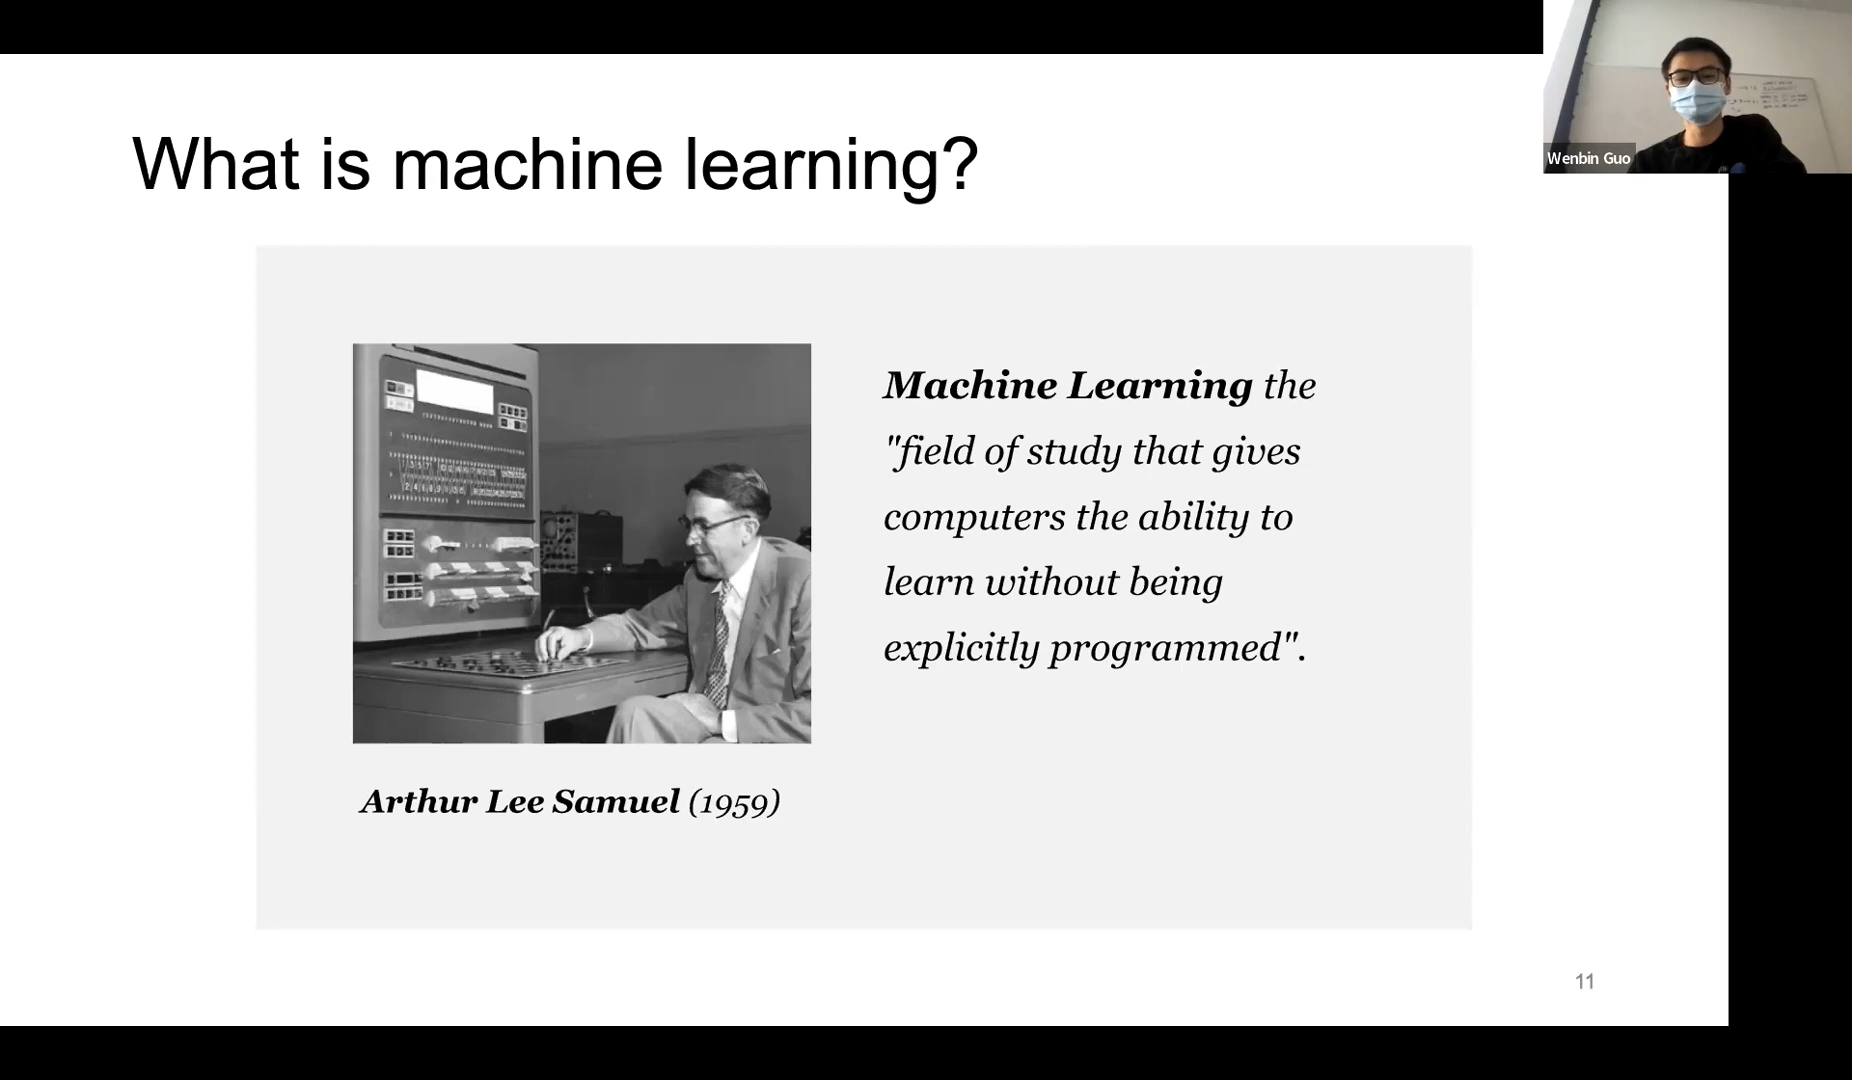 What is machine learning?
Wenbin Guo
Machine Learning the
"field of study that gives
computers the ability to
learn without being
explicitly programmed".
Arthur Lee Samuel (1959)
11